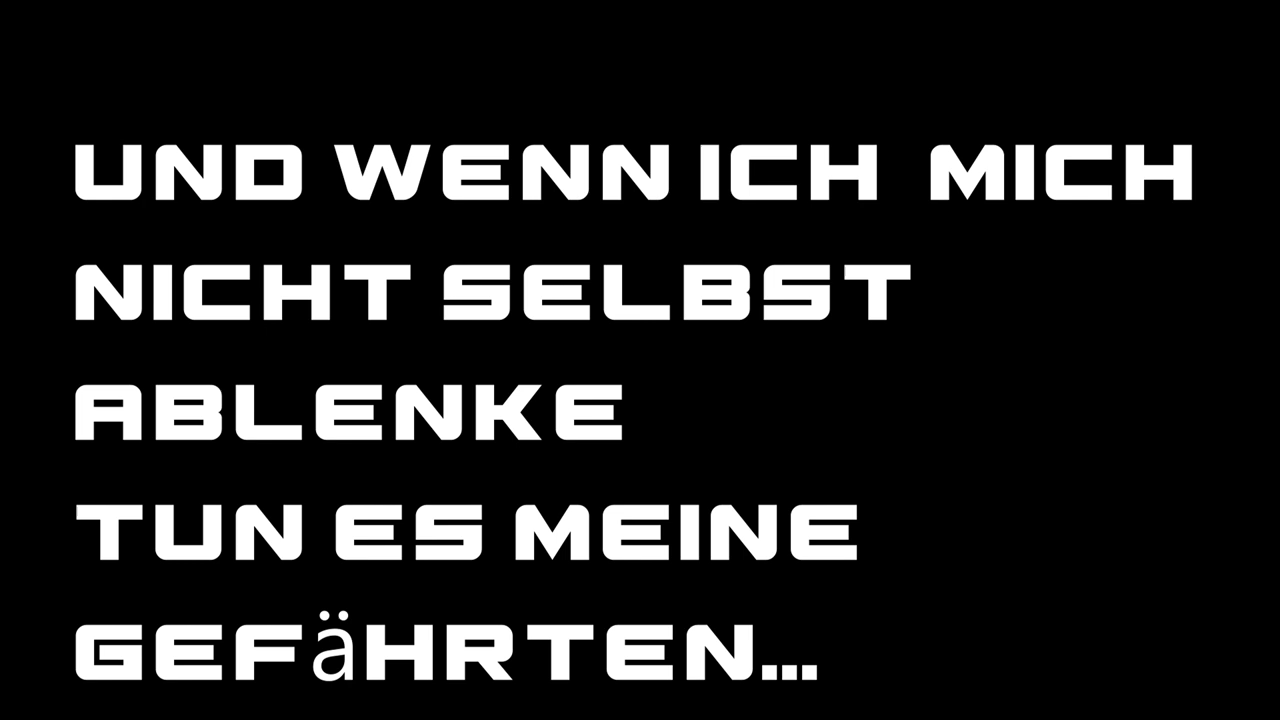 UND WENN ICH  MICH
NICHT SELBST
ABLENKE
TUN ES MEINE
GEFäHRTEN...